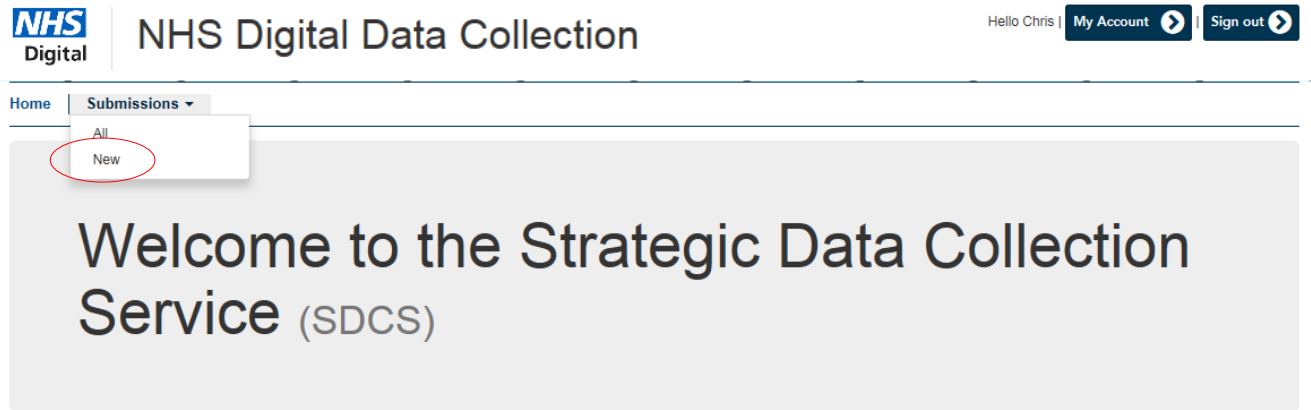 NHS
Digital
NHS Digital Data Collection
Hello Chris | My Account | Sign out
Home | Submissions
All
New
Welcome to the Strategic Data Collection
Service (SDCS)